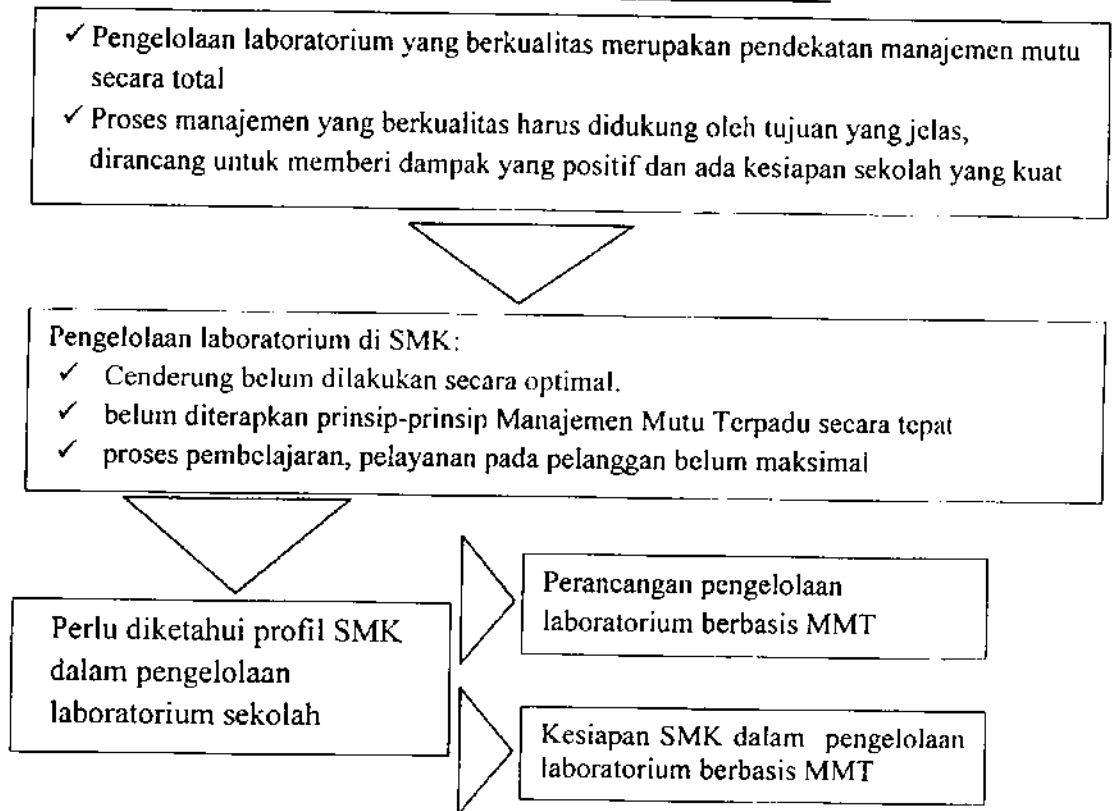 ✓ Pengelolaan laboratorium yang berkualitas merupakan pendekatan manajemen mutu
secara total
✓ Proses manajemen yang berkualitas harus didukung oleh tujuan yang jelas,
dirancang untuk memberi dampak yang positif dan ada kesiapan sekolah yang kuat
Pengelolaan laboratorium di SMK:
✓ Cenderung belum dilakukan secara optimal.
✓ belum diterapkan prinsip-prinsip Manajemen Mutu Terpadu secara tepat
✓ proses pembelajaran, pelayanan pada pelanggan belum maksimal
Perlu diketahui profil SMK
dalam pengelolaan
laboratorium sekolah
Perancangan pengelolaan
laboratorium berbasis MMT
Kesiapan SMK dalam pengelolaan
laboratorium berbasis MMT